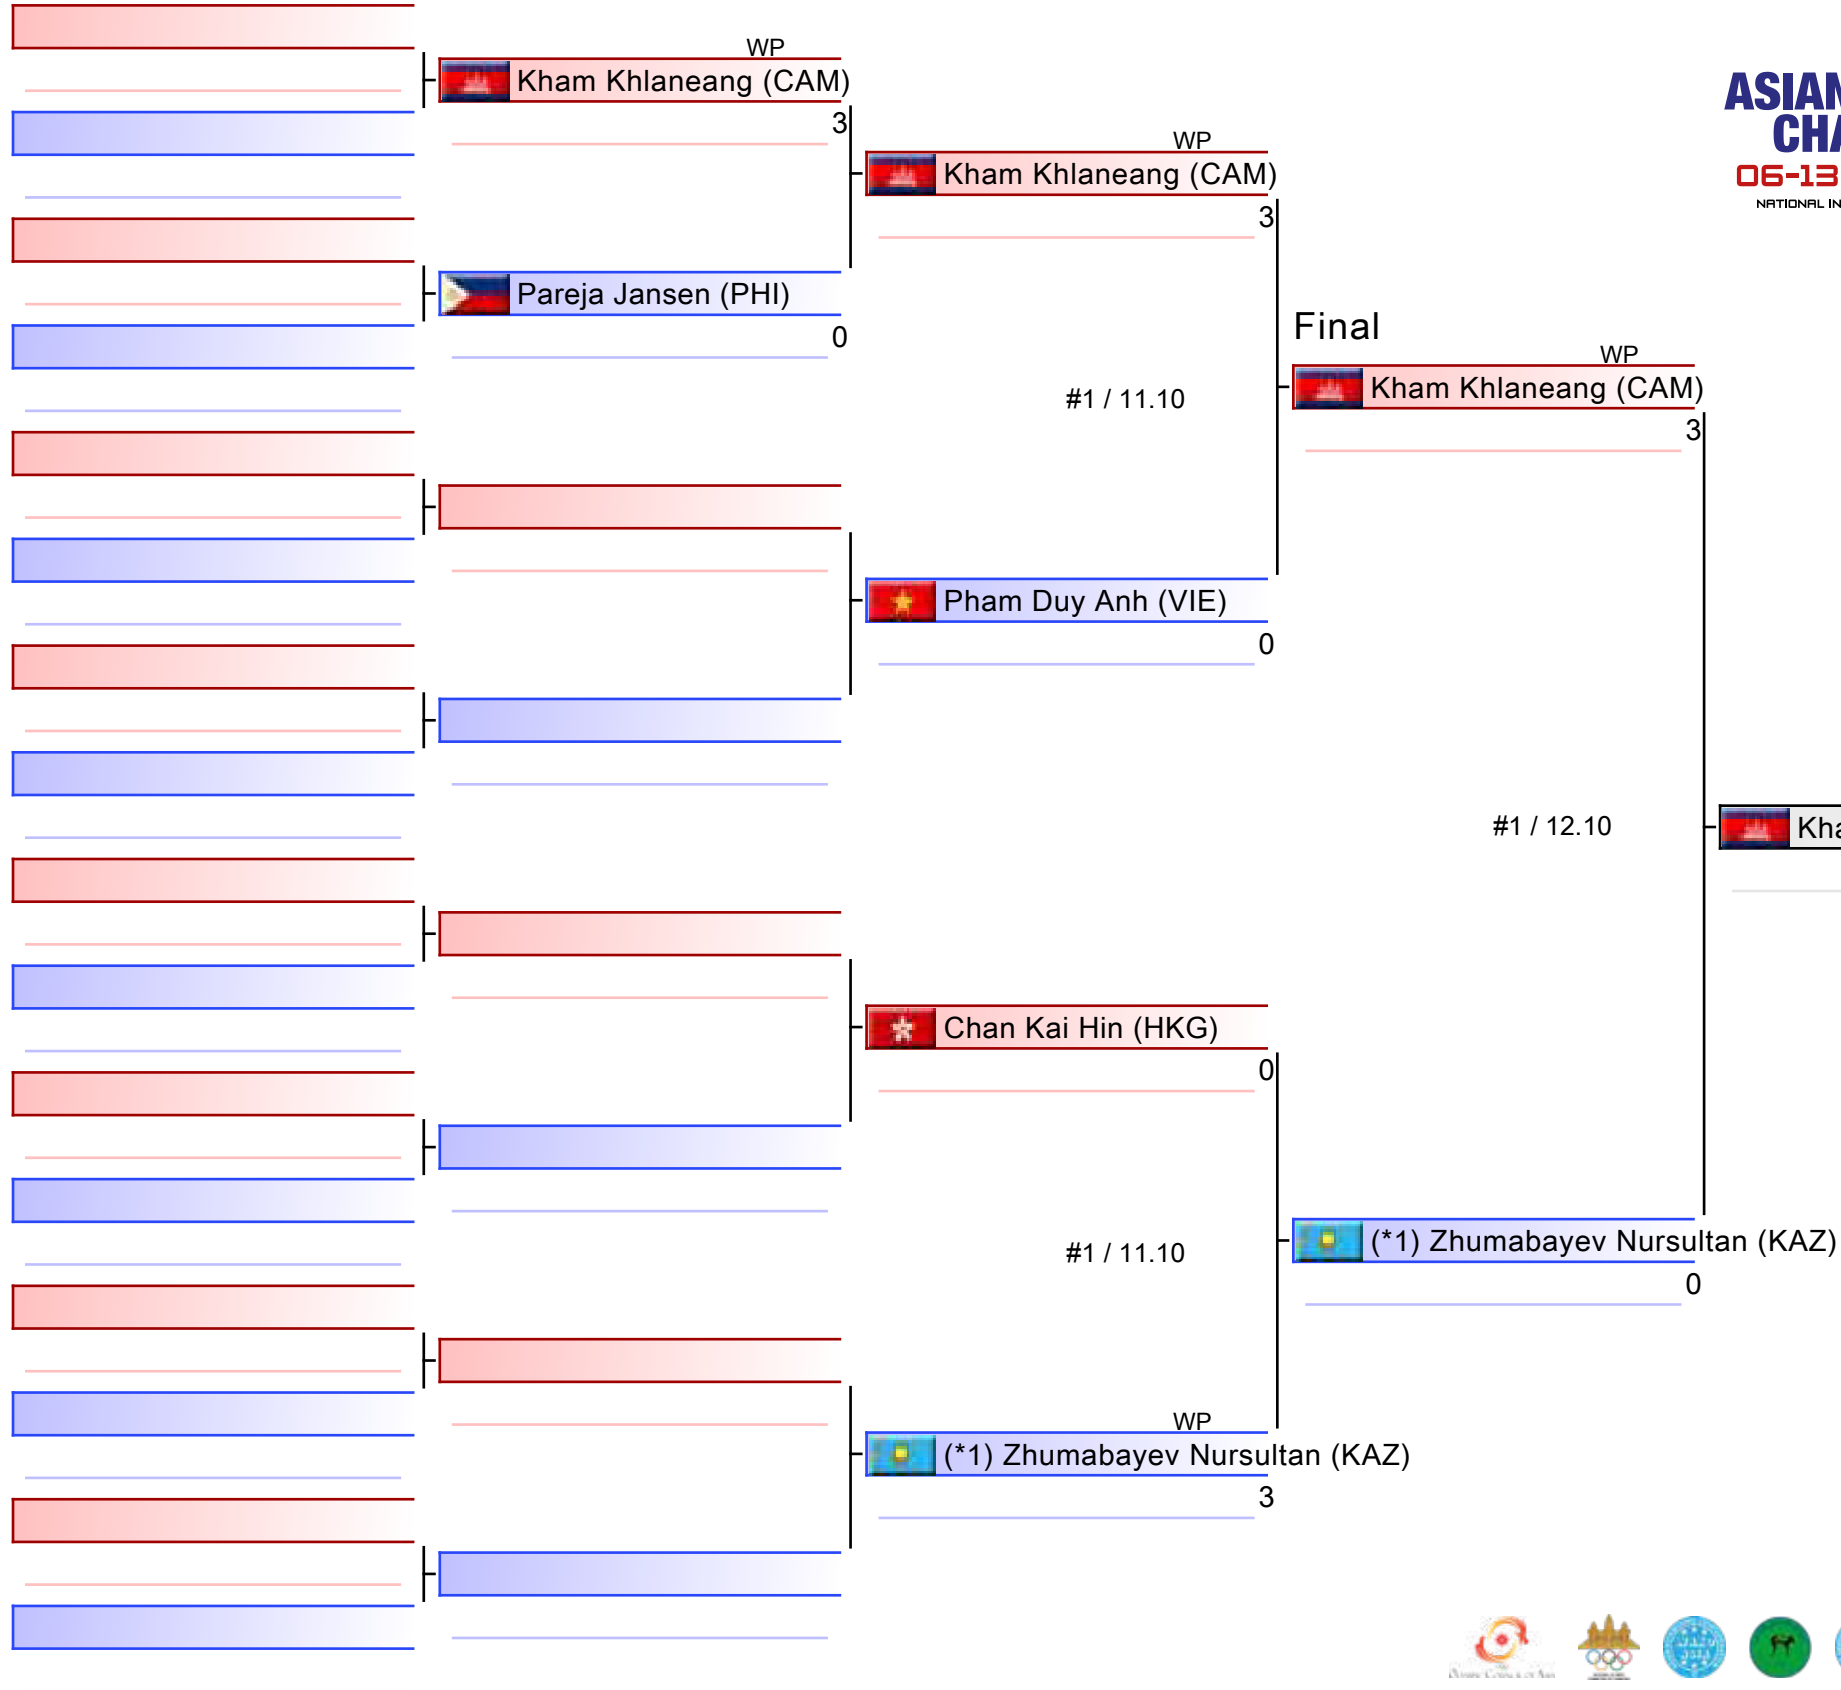 WP
Kham Khlaneang (CAM)
3
Pareja Jansen (PHI)
0
WP
Kham Khlaneang (CAM)
3
#1 / 11.10
Pham Duy Anh (VIE)
0
Chan Kai Hin (HKG)
0
#1 / 11.10
WP
(*1) Zhumabayev Nursultan (KAZ)
3
Final
WP
Kham Khlaneang (CAM)
3
#1 / 12.10
(*1) Zhumabayev Nursultan (KAZ)
0
ASIAN
CHA
06-13
NATIONAL IN
Kha